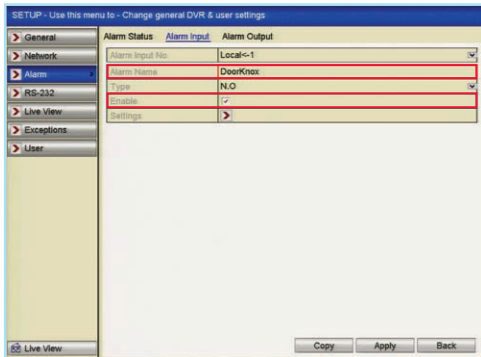 SETUP - Use this menu to - Change general DVR & user settings
General
Network
Alarm
RS-232
Live View
Exceptions
User
Alarm Status Alarm Input Alarm Output
Alarm Input No Local<-1
Alarm Name DoorKnox
Type N.O
Enable
Settings
Live View
Copy Apply Back